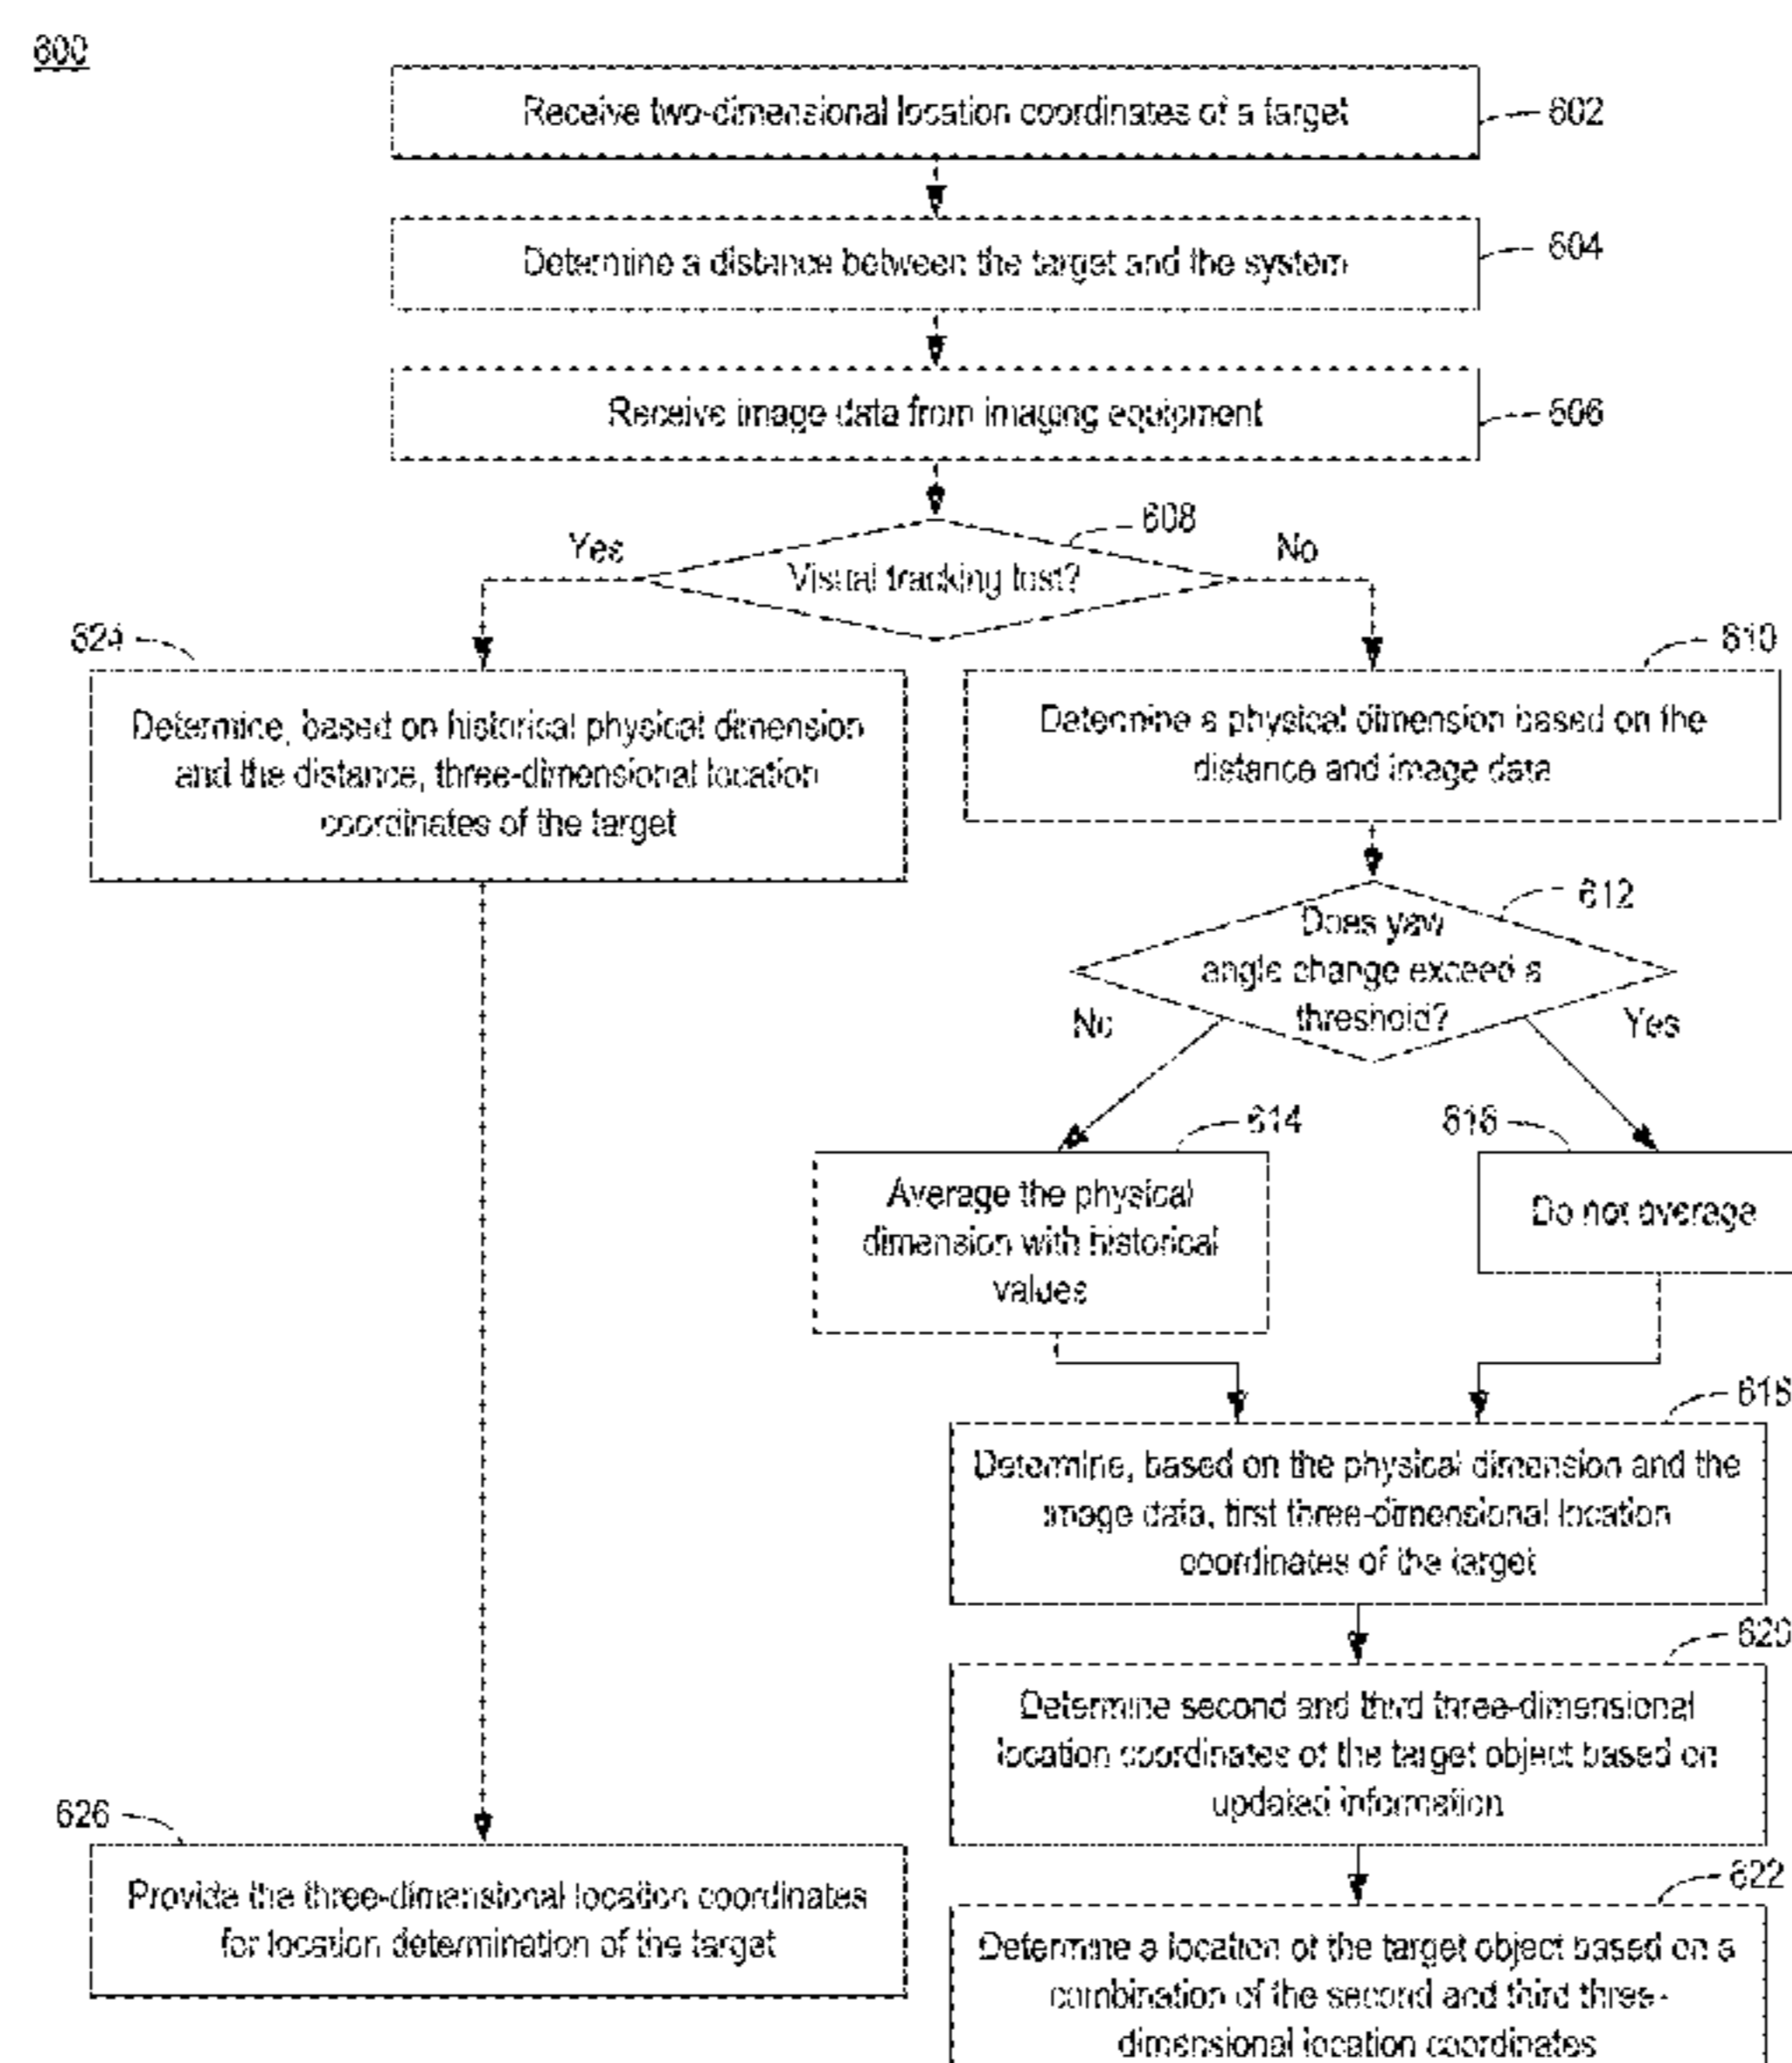 600
Receive two-dimensional location coordinates of a target
602
Determine a distance between the target and the system
604
Receive image data from imaging equipment
606
608
Yes
No
Visual tracking lost?
624
610
Determine, based on historical physical dimension
and the distance, three-dimensional location
coordinates of the target
Determine a physical dimension based on the
distance and image data
612
Does yaw
angle change exceed a
threshold?
No
Yes
614
616
Average the physical
dimension with historical
values
Do not average
618
Determine, based on the physical dimension and the
image data, first three-dimensional location
coordinates of the target
620
Determine second and third three-dimensional
location coordinates of the target object based on
updated information
626
Provide the three-dimensional location coordinates
for location determination of the target
622
Determine a location of the target object based on a
combination of the second and third three-
dimensional location coordinates